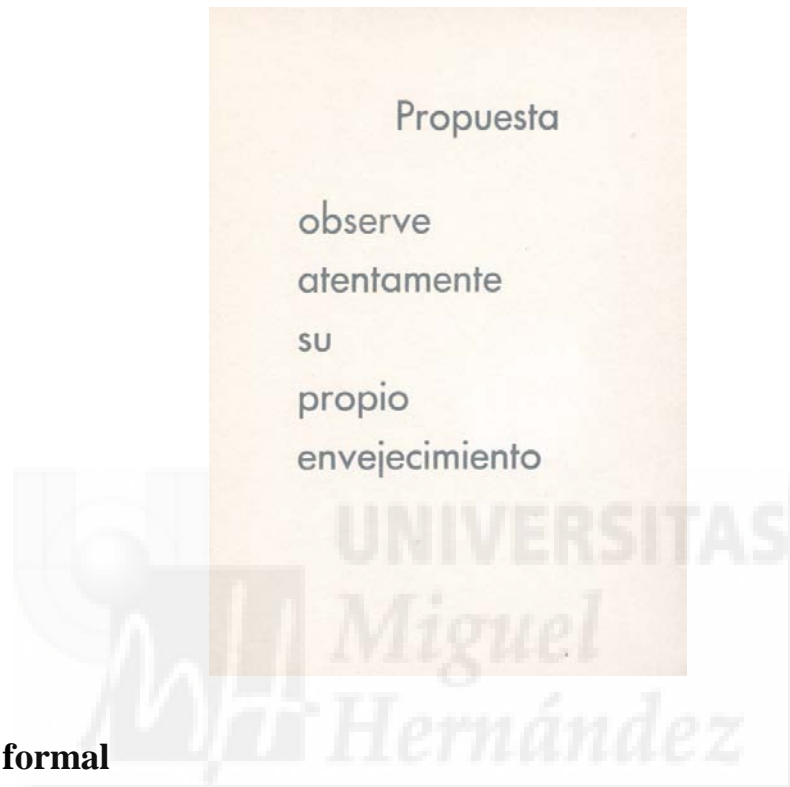 Propuesta
observe
atentamente
su
propio
envejecimiento
UNIVERSITAS
Miguel
Hernández
formal